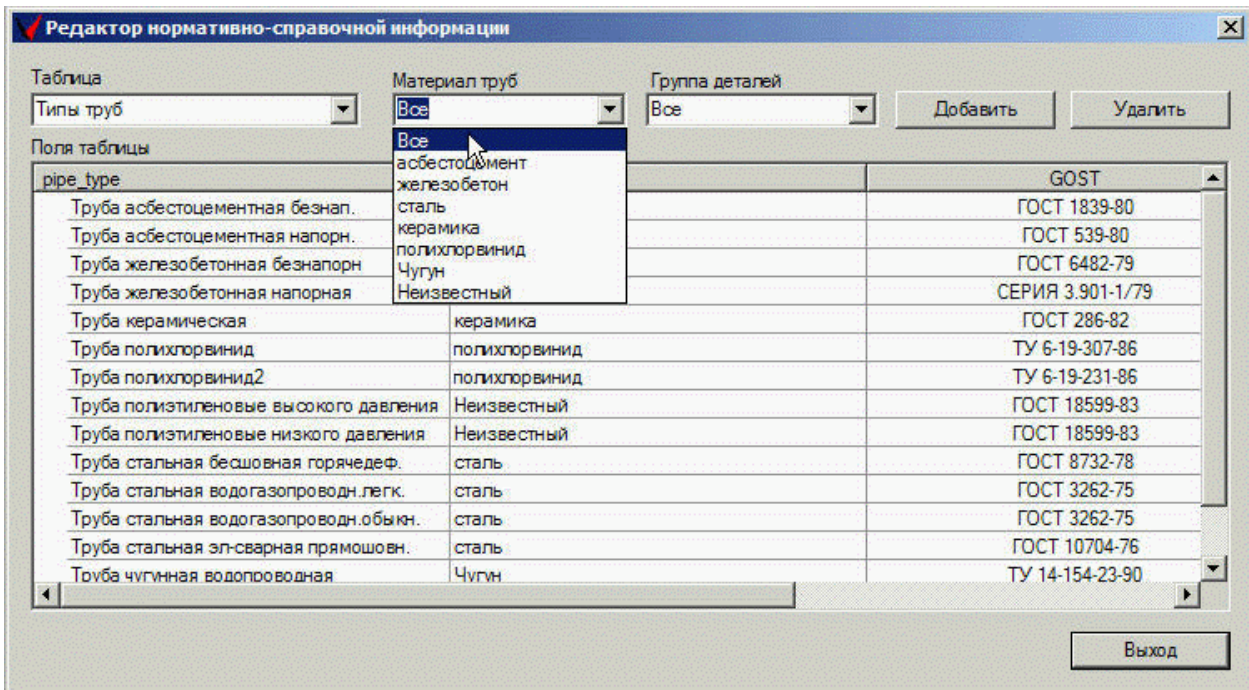 Редактор нормативно-справочной информации
Таблица Материал труб Группа деталей
Типы труб Все Все Добавить Удалить
Поля таблицы
Все
асбестоцемент
железобетон
сталь
керамика
полихлорвинид
Чугун
Неизвестный
pipe_type GOST
Труба асбестоцементная безнап. ГОСТ 1839-80
Труба асбестоцементная напорн. ГОСТ 539-80
Труба железобетонная безнапорн ГОСТ 6482-79
Труба железобетонная напорная СЕРИЯ 3.901-1/79
Труба керамическая керамика ГОСТ 286-82
Труба полихлорвинид полихлорвинид ТУ 6-19-307-86
Труба полихлорвинид2 полихлорвинид ТУ 6-19-231-86
Труба полиэтиленовые высокого давления Неизвестный ГОСТ 18599-83
Труба полиэтиленовые низкого давления Неизвестный ГОСТ 18599-83
Труба стальная бесшовная горячедеф. сталь ГОСТ 8732-78
Труба стальная водогазопроводн.легк. сталь ГОСТ 3262-75
Труба стальная водогазопроводн.обыкн. сталь ГОСТ 3262-75
Труба стальная эл-сварная прямошовн. сталь ГОСТ 10704-76
Труба чугунная водопроводная Чугун ТУ 14-154-23-90
Выход